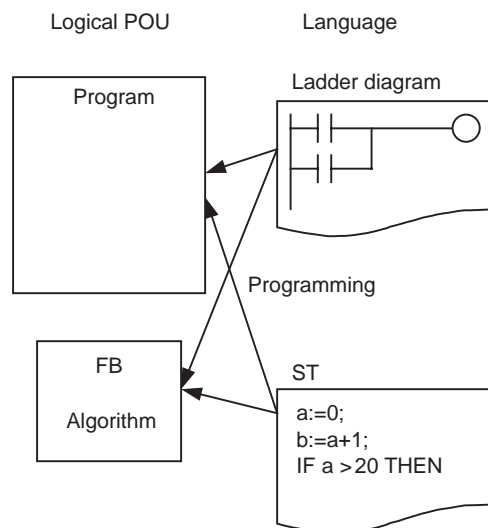 Logical POU
Language
Program
Ladder diagram
Programming
FB
Algorithm
ST
a:=0;
b:=a+1;
IF a >20 THEN